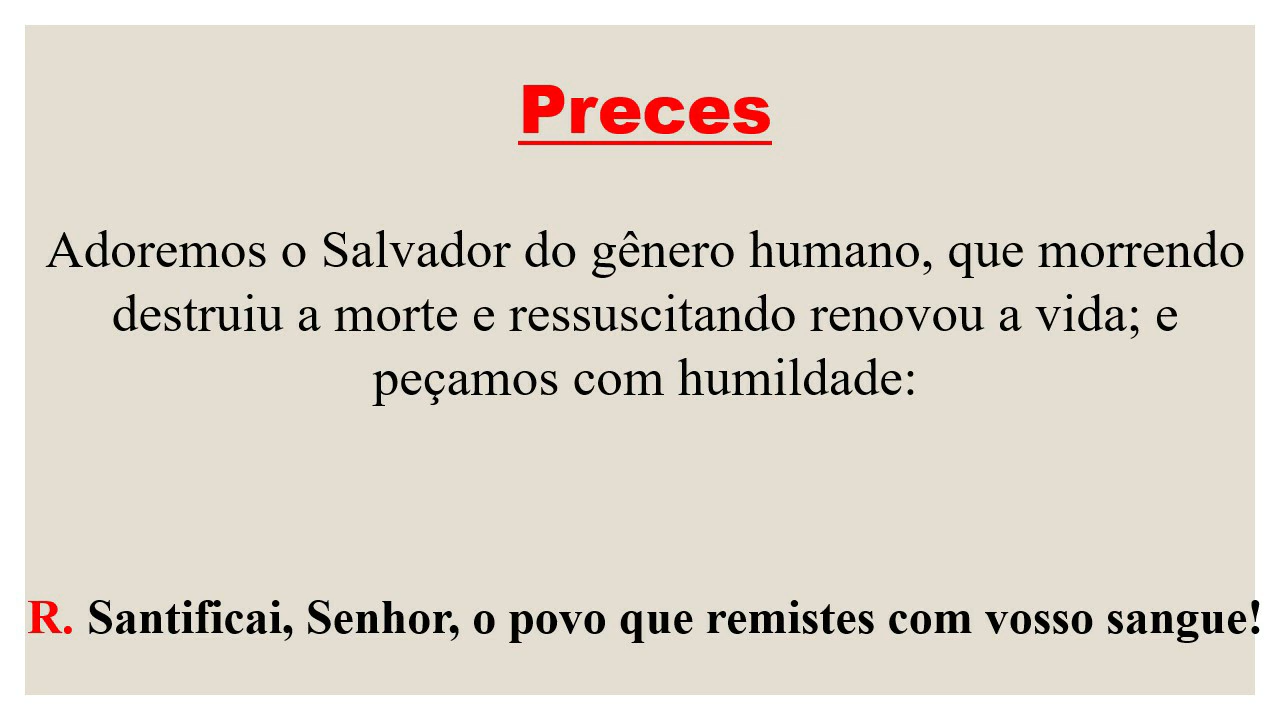 Preces
Adoremos o Salvador do gênero humano, que morrendo
destruiu a morte e ressuscitando renovou a vida; e
peçamos com humildade:
R. Santificai, Senhor, o povo que remistes com vosso sangue!